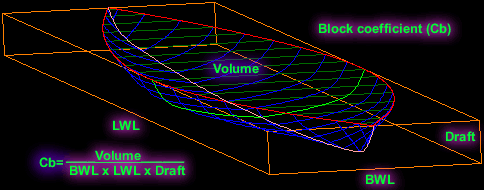 Block coefficient (Cb)
Volume
LWL
Draft
Cb= Volume
BWL x LWL x Draft
BWL